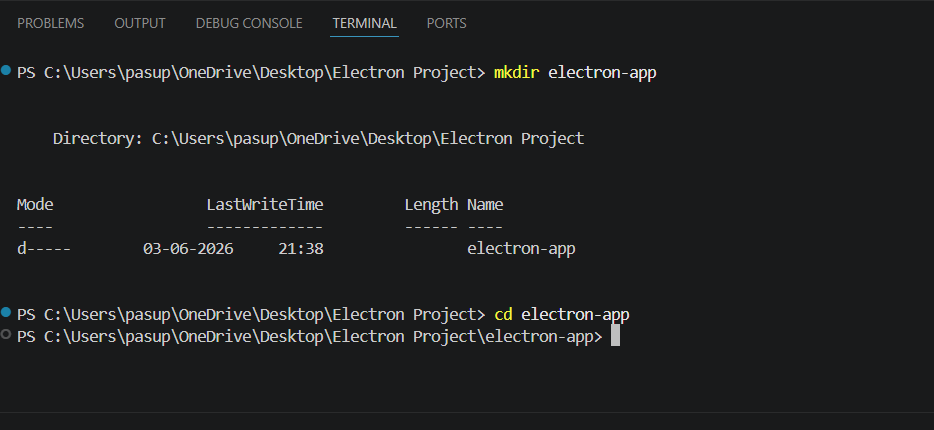 PROBLEMS OUTPUT DEBUG CONSOLE TERMINAL PORTS
PS C:\Users\pasup\OneDrive\Desktop\Electron Project> mkdir electron-app
Directory: C:\Users\pasup\OneDrive\Desktop\Electron Project
Mode LastWriteTime Length Name
---- ------------- ------ ----
d----- 03-06-2026 21:38 electron-app
PS C:\Users\pasup\OneDrive\Desktop\Electron Project> cd electron-app
PS C:\Users\pasup\OneDrive\Desktop\Electron Project\electron-app>